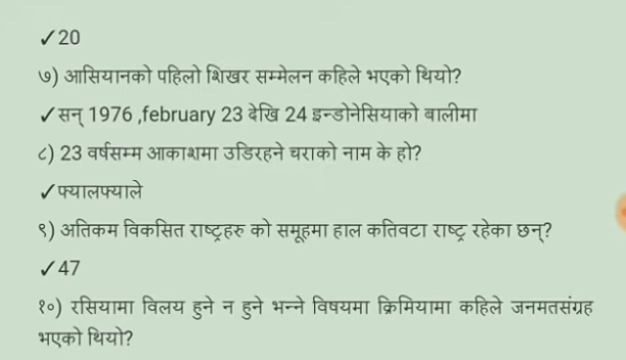 ✓20
७) आसियानको पहिलो शिखर सम्मेलन कहिले भएको थियो?
✓सन् 1976 ,february 23 देखि 24 इन्डोनेसियाको बालीमा
८) 23 वर्षसम्म आकाशमा उडिरहने चराको नाम के हो?
✓फ्यालफ्याले
९) अतिकम विकसित राष्ट्रहरु को समूहमा हाल कतिवटा राष्ट्र रहेका छन्?
✓47
१०) रसियामा विलय हुने न हुने भन्ने विषयमा क्रिमियामा कहिले जनमतसंग्रह
भएको थियो?